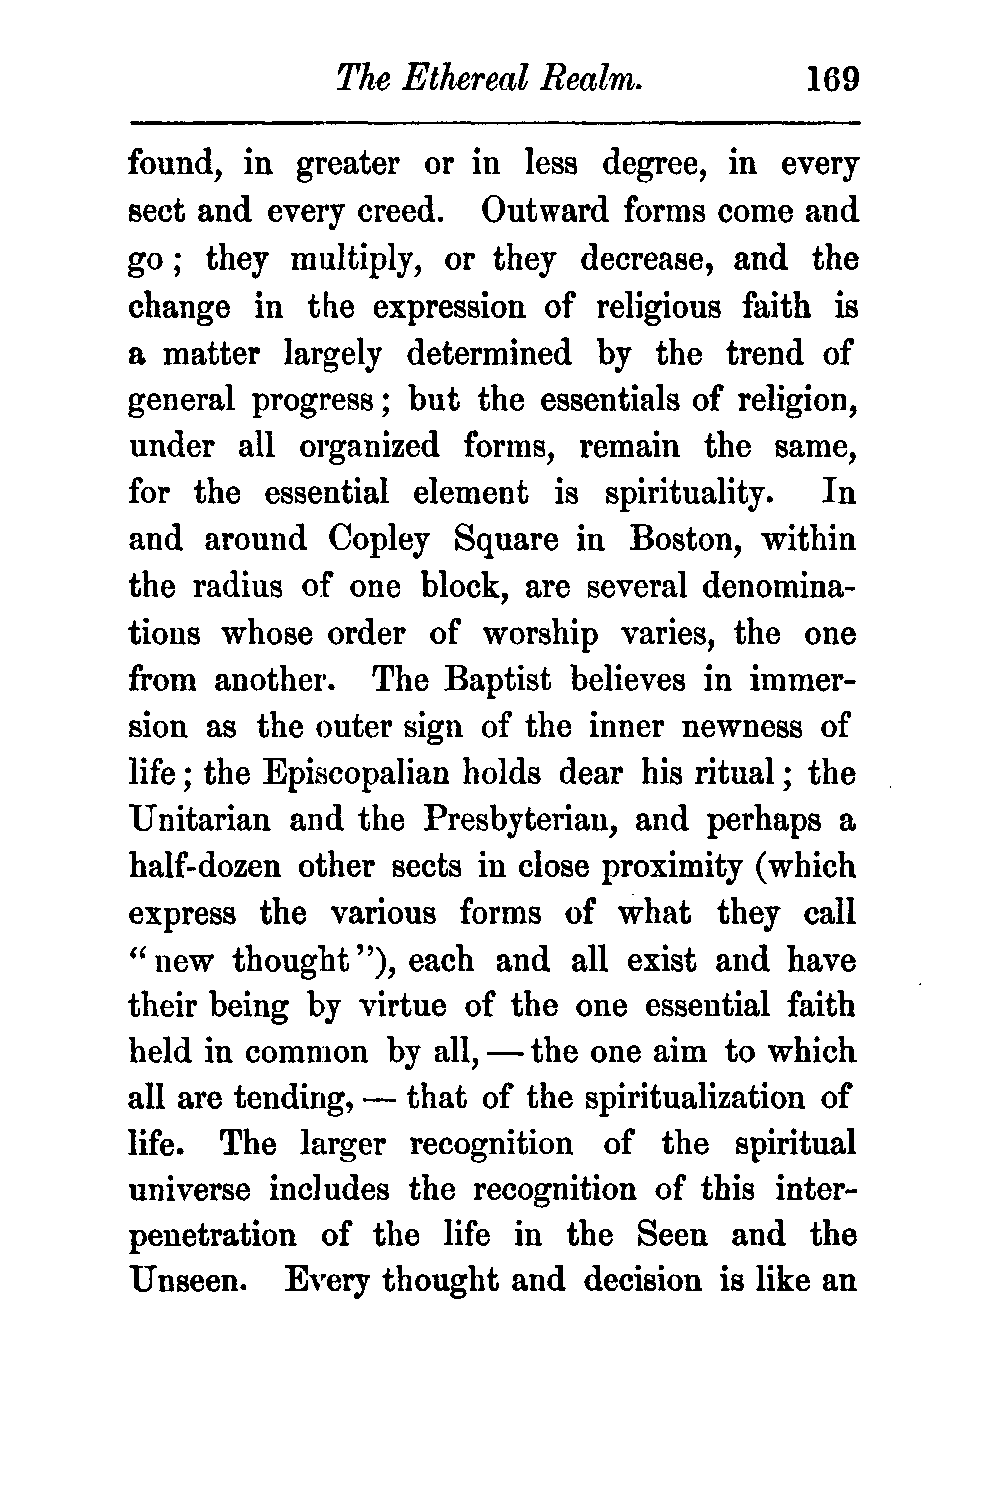 The Ethereal Realm. 169
found, in greater or in less degree, in every
sect and every creed. Outward forms come and
go ; they multiply, or they decrease, and the
change in the expression of religious faith is
a matter largely determined by the trend of
general progress ; but the essentials of religion,
under all organized forms, remain the same,
for the essential element is spirituality. In
and around Copley Square in Boston, within
the radius of one block, are several denomina-
tions whose order of worship varies, the one
from another. The Baptist believes in immer-
sion as the outer sign of the inner newness of
life ; the Episcopalian holds dear his ritual ; the
Unitarian and the Presbyterian, and perhaps a
half-dozen other sects in close proximity (which
express the various forms of what they call
“ new thought ”), each and all exist and have
their being by virtue of the one essential faith
held in common by all, — the one aim to which
all are tending, — that of the spiritualization of
life. The larger recognition of the spiritual
universe includes the recognition of this inter-
penetration of the life in the Seen and the
Unseen. Every thought and decision is like an